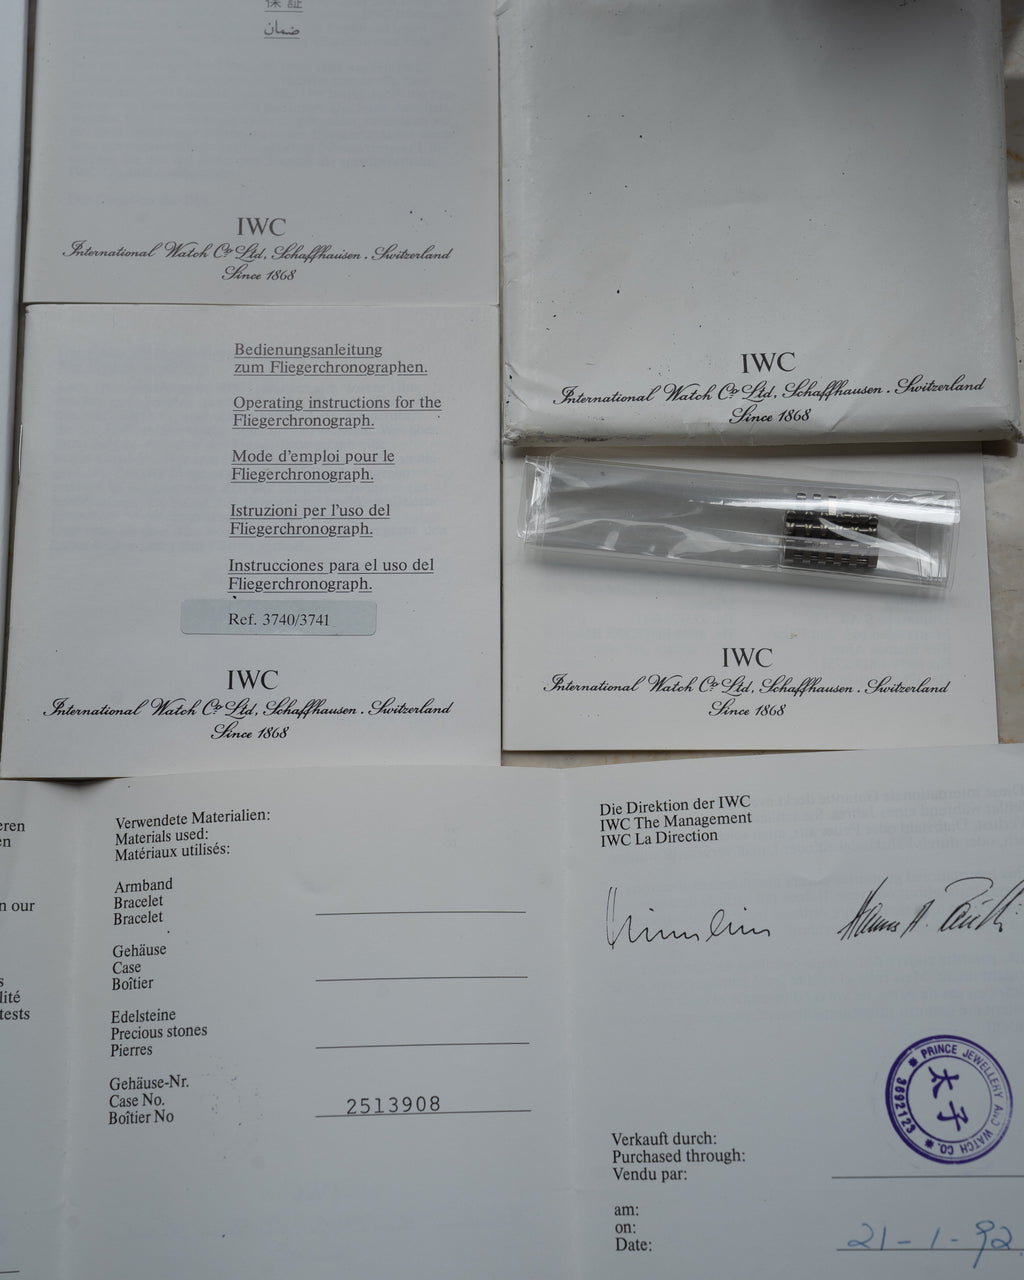 保証
ضمان
IWC
International Watch Co Ltd, Schaffhausen . Switzerland
Since 1868
IWC
International Watch Co Ltd, Schaffhausen . Switzerland
Since 1868
Bedienungsanleitung
zum Fliegerchronographen.
Operating instructions for the
Fliegerchronograph.
Mode d'emploi pour le
Fliegerchronograph.
Istruzioni per l'uso del
Fliegerchronograph.
Instrucciones para el uso del
Fliegerchronograph.
Ref. 3740/3741
IWC
International Watch Co Ltd, Schaffhausen . Switzerland
Since 1868
IWC
International Watch Co Ltd, Schaffhausen . Switzerland
Since 1868
n our
lité
tests
Verwendete Materialien:
Materials used:
Matériaux utilisés:
Armband
Bracelet
Bracelet
Gehäuse
Case
Boîtier
Edelsteine
Precious stones
Pierres
Gehäuse-Nr.
Case No.
Boîtier No
2513908
Die Direktion der IWC
IWC The Management
IWC La Direction
PRINCE JEWELLERY AND WATCH CO.
3692123
太子
Verkauft durch:
Purchased through:
Vendu par:
am:
on:
Date:
21-1-92